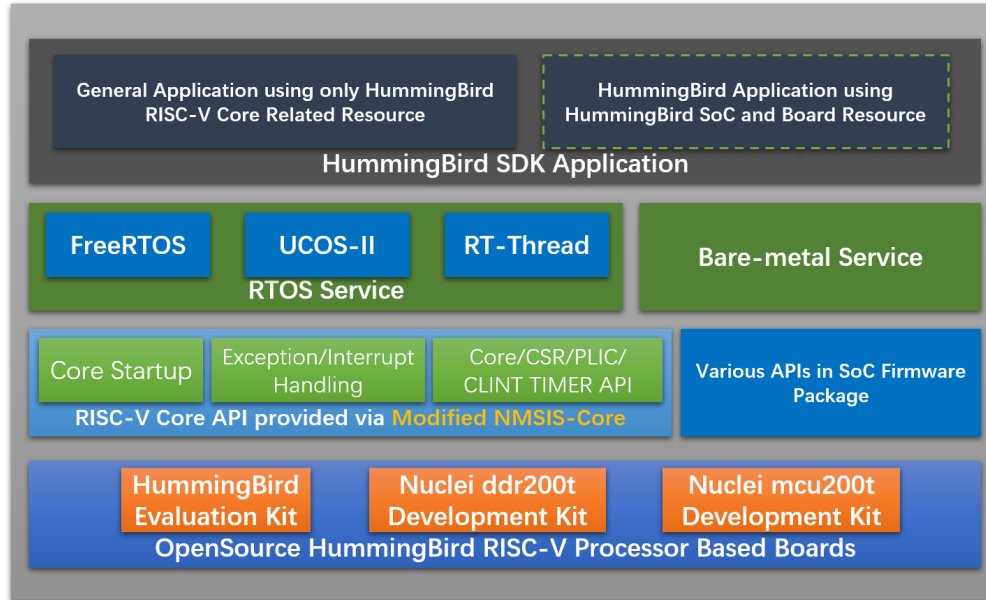 General Application using only HummingBird
RISC-V Core Related Resource
HummingBird Application using
HummingBird SoC and Board Resource
HummingBird SDK Application
FreeRTOS
UCOS-II
RT-Thread
RTOS Service
Bare-metal Service
Core Startup
Exception/Interrupt
Handling
Core/CSR/PLIC/
CLINT TIMER API
RISC-V Core API provided via Modified NMSIS-Core
Various APIs in SoC Firmware
Package
HummingBird
Evaluation Kit
Nuclei ddr200t
Development Kit
Nuclei mcu200t
Development Kit
OpenSource HummingBird RISC-V Processor Based Boards